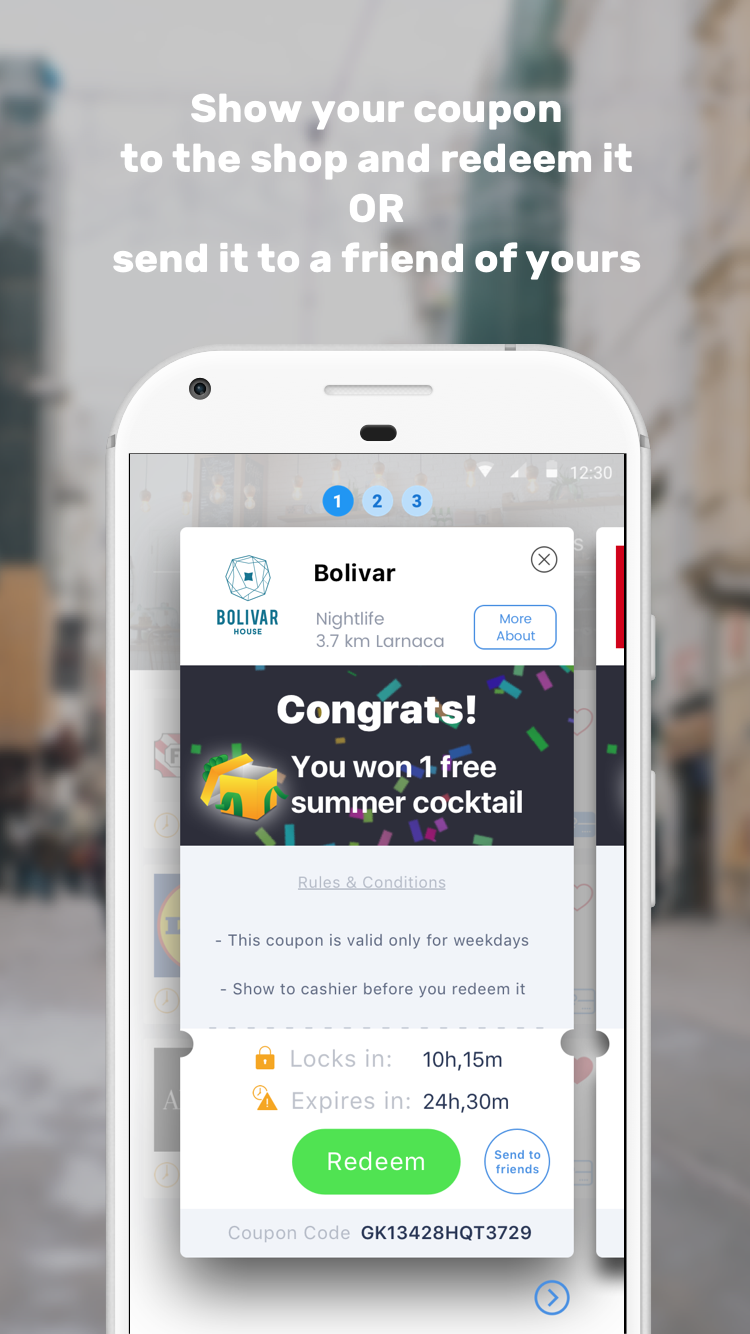 Show your coupon
to the shop and redeem it
OR
send it to a friend of yours
12:30
1 2 3
S
BOLIVAR
HOUSE
Bolivar
Nightlife
3.7 km Larnaca
More
About
Congrats!
You won 1 free
summer cocktail
Rules & Conditions
- This coupon is valid only for weekdays
- Show to cashier before you redeem it
A
Locks in: 10h,15m
Expires in: 24h,30m
Redeem
Send to
friends
Coupon Code GK13428HQT3729